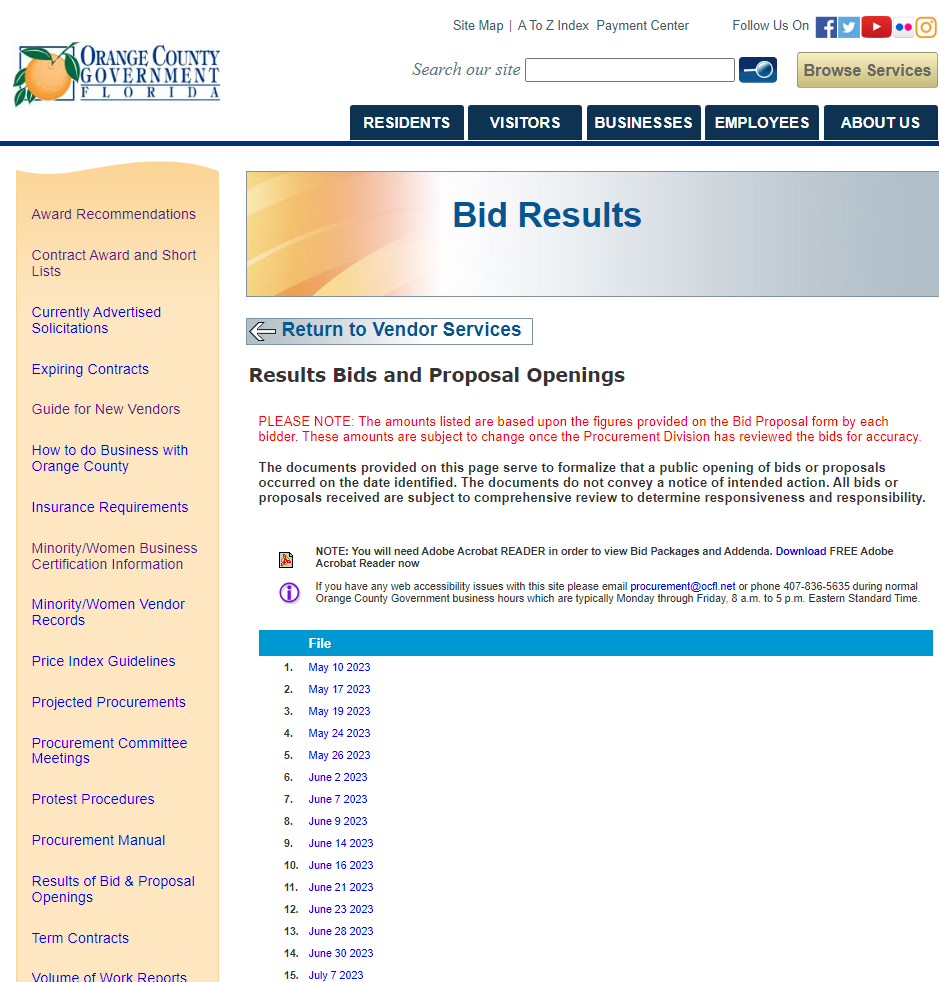 Site Map | A To Z Index Payment Center Follow Us On
ORANGE COUNTY
GOVERNMENT
FLORIDA
Search our site
Browse Services
RESIDENTS VISITORS BUSINESSES EMPLOYEES ABOUT US
Award Recommendations
Contract Award and Short
Lists
Currently Advertised
Solicitations
Expiring Contracts
Guide for New Vendors
How to do Business with
Orange County
Insurance Requirements
Minority/Women Business
Certification Information
Minority/Women Vendor
Records
Price Index Guidelines
Projected Procurements
Procurement Committee
Meetings
Protest Procedures
Procurement Manual
Results of Bid & Proposal
Openings
Term Contracts
Volume of Work Reports
Bid Results
Return to Vendor Services
Results Bids and Proposal Openings
PLEASE NOTE: The amounts listed are based upon the figures provided on the Bid Proposal form by each
bidder. These amounts are subject to change once the Procurement Division has reviewed the bids for accuracy.
The documents provided on this page serve to formalize that a public opening of bids or proposals
occurred on the date identified. The documents do not convey a notice of intended action. All bids or
proposals received are subject to comprehensive review to determine responsiveness and responsibility.
NOTE: You will need Adobe Acrobat READER in order to view Bid Packages and Addenda. Download FREE Adobe
Acrobat Reader now
If you have any web accessibility issues with this site please email procurement@ocfl.net or phone 407-836-5635 during normal
Orange County Government business hours which are typically Monday through Friday, 8 a.m. to 5 p.m. Eastern Standard Time.
File
1. May 10 2023
2. May 17 2023
3. May 19 2023
4. May 24 2023
5. May 26 2023
6. June 2 2023
7. June 7 2023
8. June 9 2023
9. June 14 2023
10. June 16 2023
11. June 21 2023
12. June 23 2023
13. June 28 2023
14. June 30 2023
15. July 7 2023